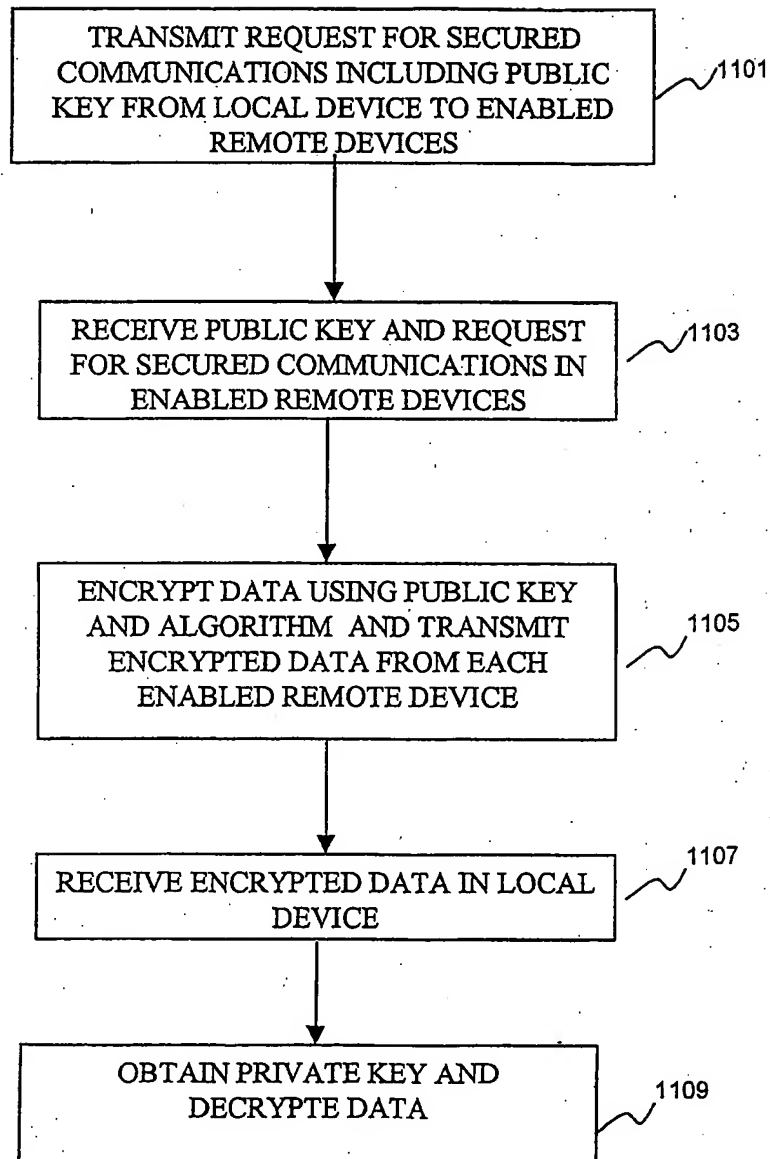 TRANSMIT REQUEST FOR SECURED
COMMUNICATIONS INCLUDING PUBLIC
KEY FROM LOCAL DEVICE TO ENABLED
REMOTE DEVICES
1101
RECEIVE PUBLIC KEY AND REQUEST
FOR SECURED COMMUNICATIONS IN
ENABLED REMOTE DEVICES
1103
ENCRYPT DATA USING PUBLIC KEY
AND ALGORITHM AND TRANSMIT
ENCRYPTED DATA FROM EACH
ENABLED REMOTE DEVICE
1105
RECEIVE ENCRYPTED DATA IN LOCAL
DEVICE
1107
OBTAIN PRIVATE KEY AND
DECRYPTE DATA
1109